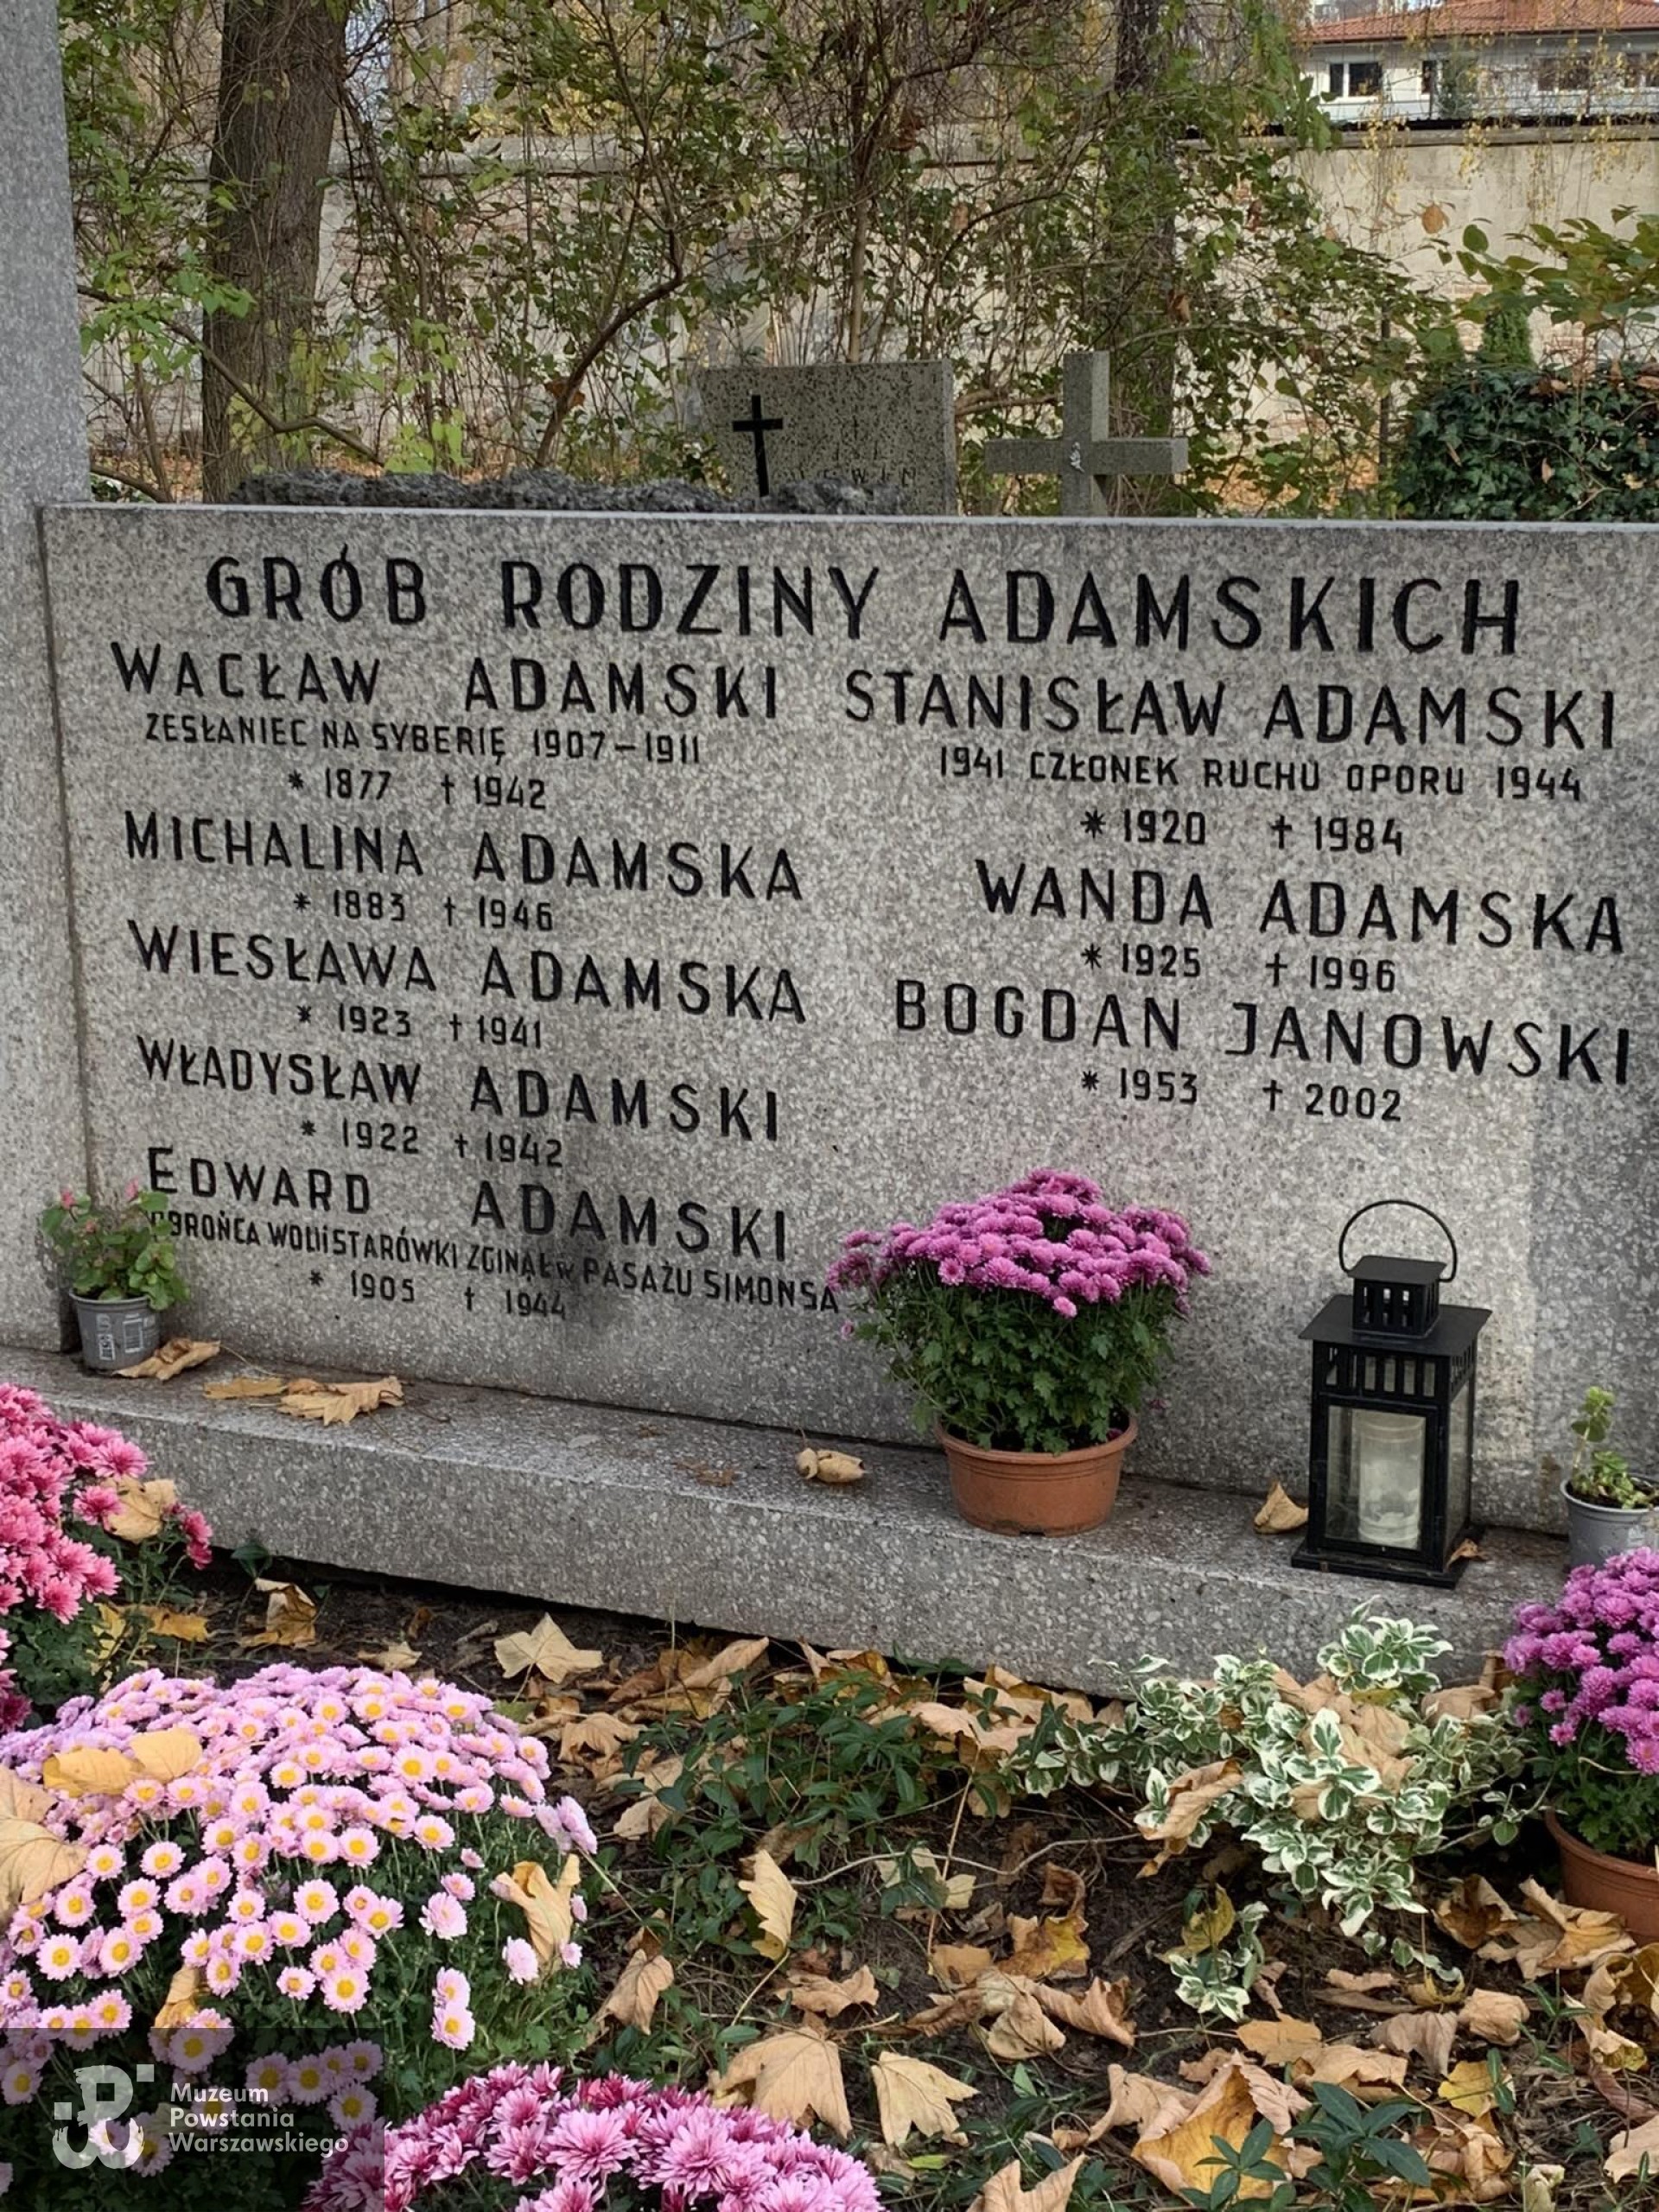 GRÓB RODZINY ADAMSKICH
WACŁAW ADAMSKI
ZESŁANIEC NA SYBERIĘ 1907–1911
* 1877 † 1942
MICHALINA ADAMSKA
* 1883 † 1946
WIESŁAWA ADAMSKA
* 1923 † 1941
WŁADYSŁAW ADAMSKI
* 1922 † 1942
EDWARD ADAMSKI
OBROŃCA WOLI i STARÓWKI ZGINĄŁ w PASAŻU SIMONSA
* 1905 † 1944
STANISŁAW ADAMSKI
1941 CZŁONEK RUCHU OPORU 1944
* 1920 † 1984
WANDA ADAMSKA
* 1925 † 1996
BOGDAN JANOWSKI
* 1953 † 2002
Muzeum
Powstania
Warszawskiego